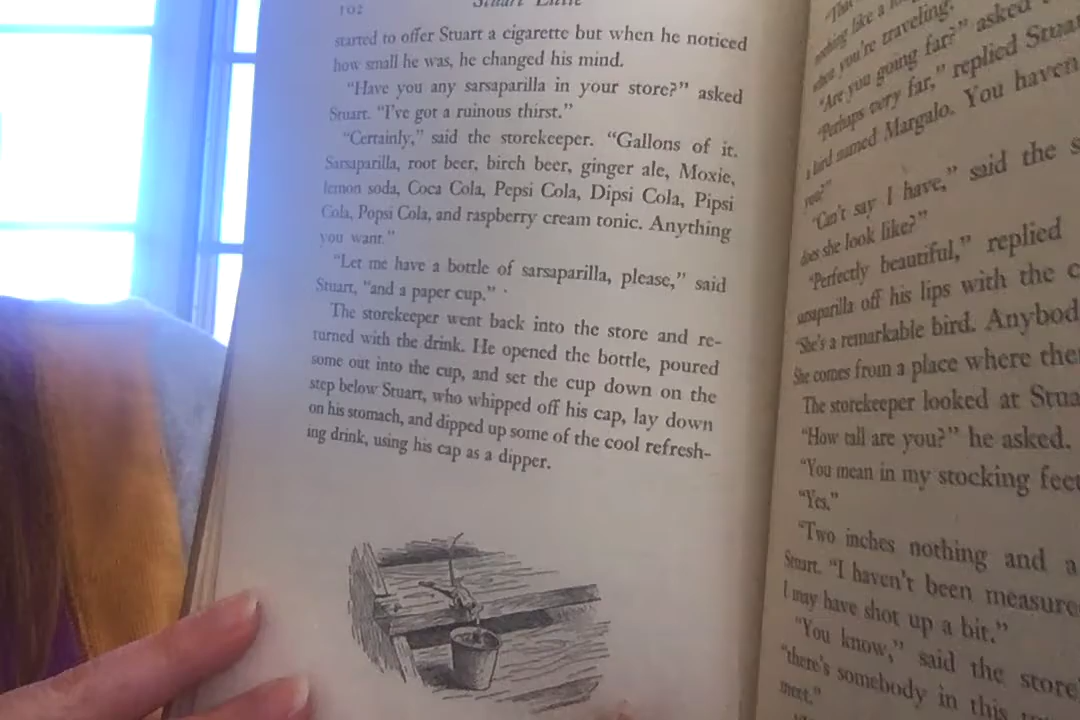 102
Stuart Little
started to offer Stuart a cigarette but when he noticed
how small he was, he changed his mind.
“Have you any sarsaparilla in your store?” asked
Stuart. “I’ve got a ruinous thirst.”
“Certainly,” said the storekeeper. “Gallons of it.
Sarsaparilla, root beer, birch beer, ginger ale, Moxie,
lemon soda, Coca Cola, Pepsi Cola, Dipsi Cola, Pipsi
Cola, Popsi Cola, and raspberry cream tonic. Anything
you want.”
“Let me have a bottle of sarsaparilla, please,” said
Stuart, “and a paper cup.”
The storekeeper went back into the store and re-
turned with the drink. He opened the bottle, poured
some out into the cup, and set the cup down on the
step below Stuart, who whipped off his cap, lay down
on his stomach, and dipped up some of the cool refresh-
ing drink, using his cap as a dipper.
nothing like a
when you're traveling.
“Are you going far?” asked
“Perhaps very far,” replied Stuar
a bird named Margalo. You haven
you?”
“Can’t say I have,” said the s
does she look like?”
“Perfectly beautiful,” replied
arsaparilla off his lips with the c
“She’s a remarkable bird. Anybod
She comes from a place where the
The storekeeper looked at Stua
“How tall are you?” he asked.
“You mean in my stocking feet
“Yes.”
“Two inches nothing and a
Stuart. “I haven’t been measure
I may have shot up a bit.”
“You know,” said the store
“there’s somebody in this
meet.”